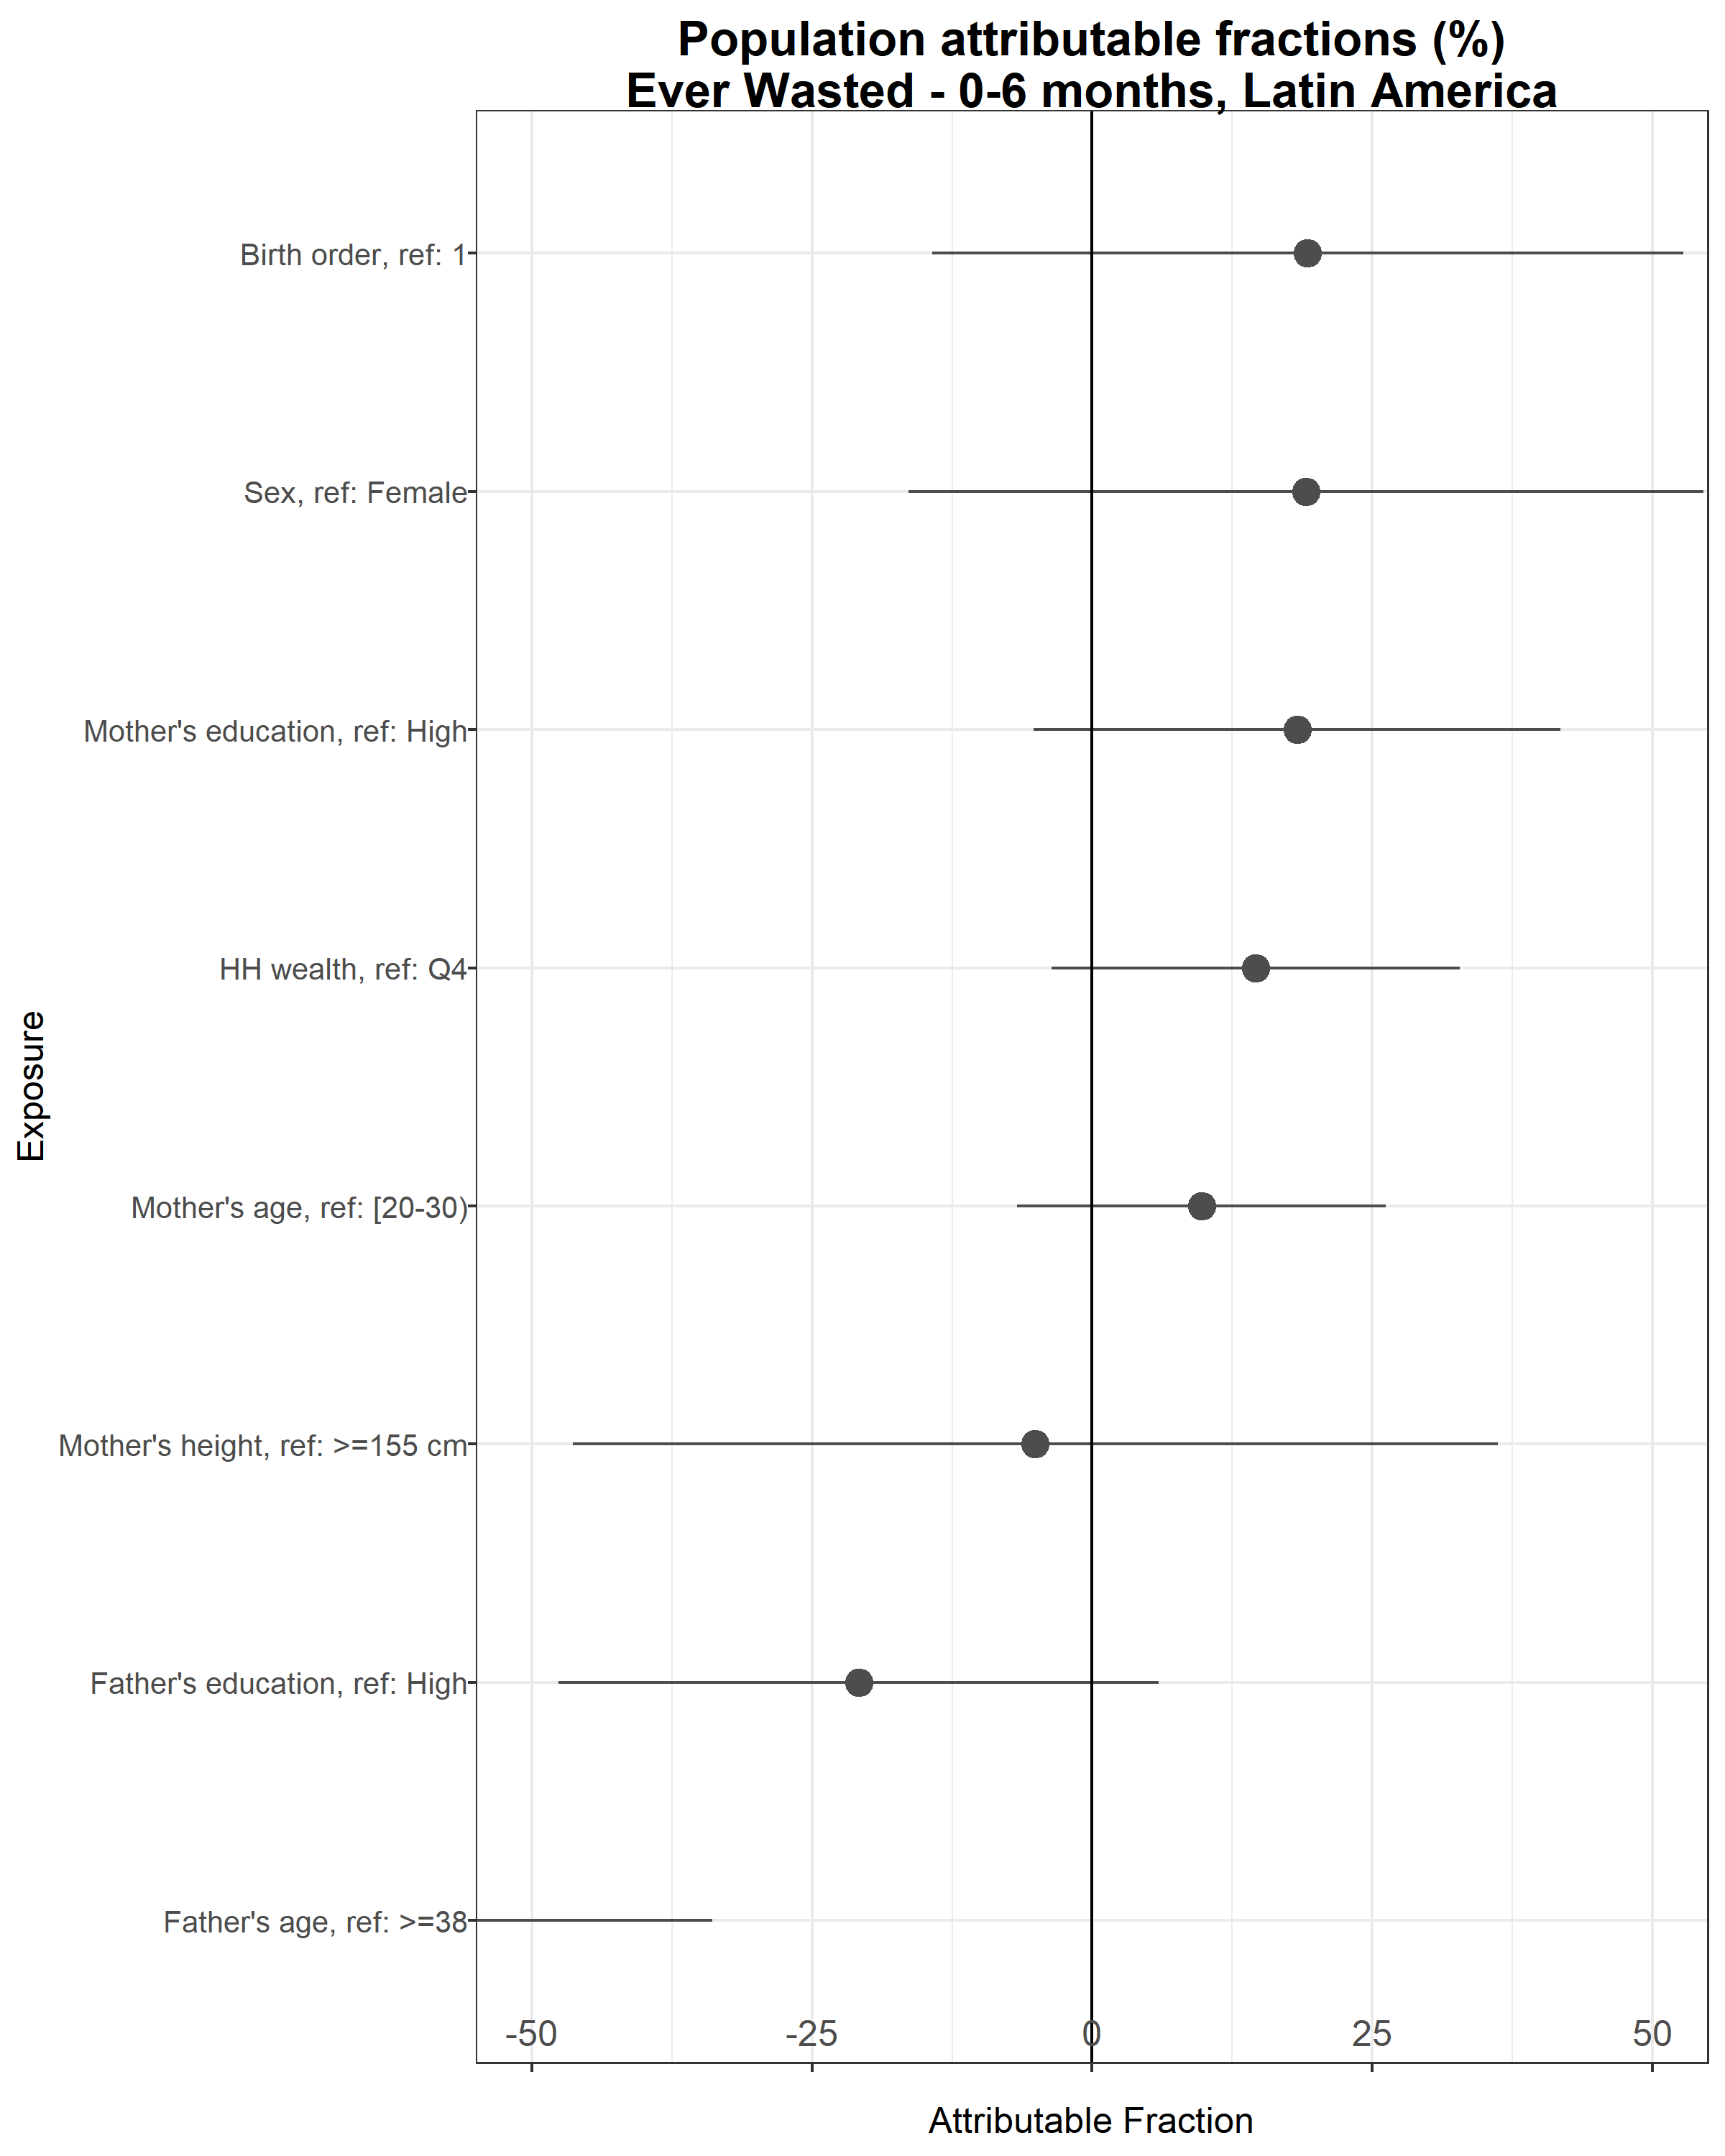 Population attributable fractions (%)
Ever Wasted - 0-6 months, Latin America
Birth order, ref: 1
Sex, ref: Female
Mother's education, ref: High
HH wealth, ref: Q4
Mother's age, ref: [20-30)
Mother's height, ref: >=155 cm
Father's education, ref: High
Father's age, ref: >=38
Exposure
-50 -25 0 25 50
Attributable Fraction